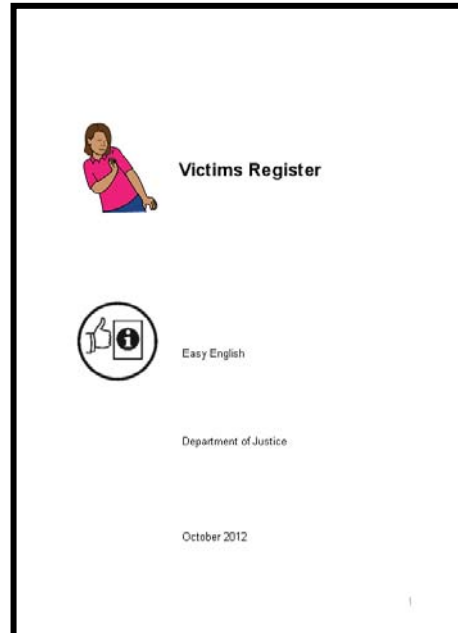 Victims Register
Easy English
Department of Justice
October 2012
1